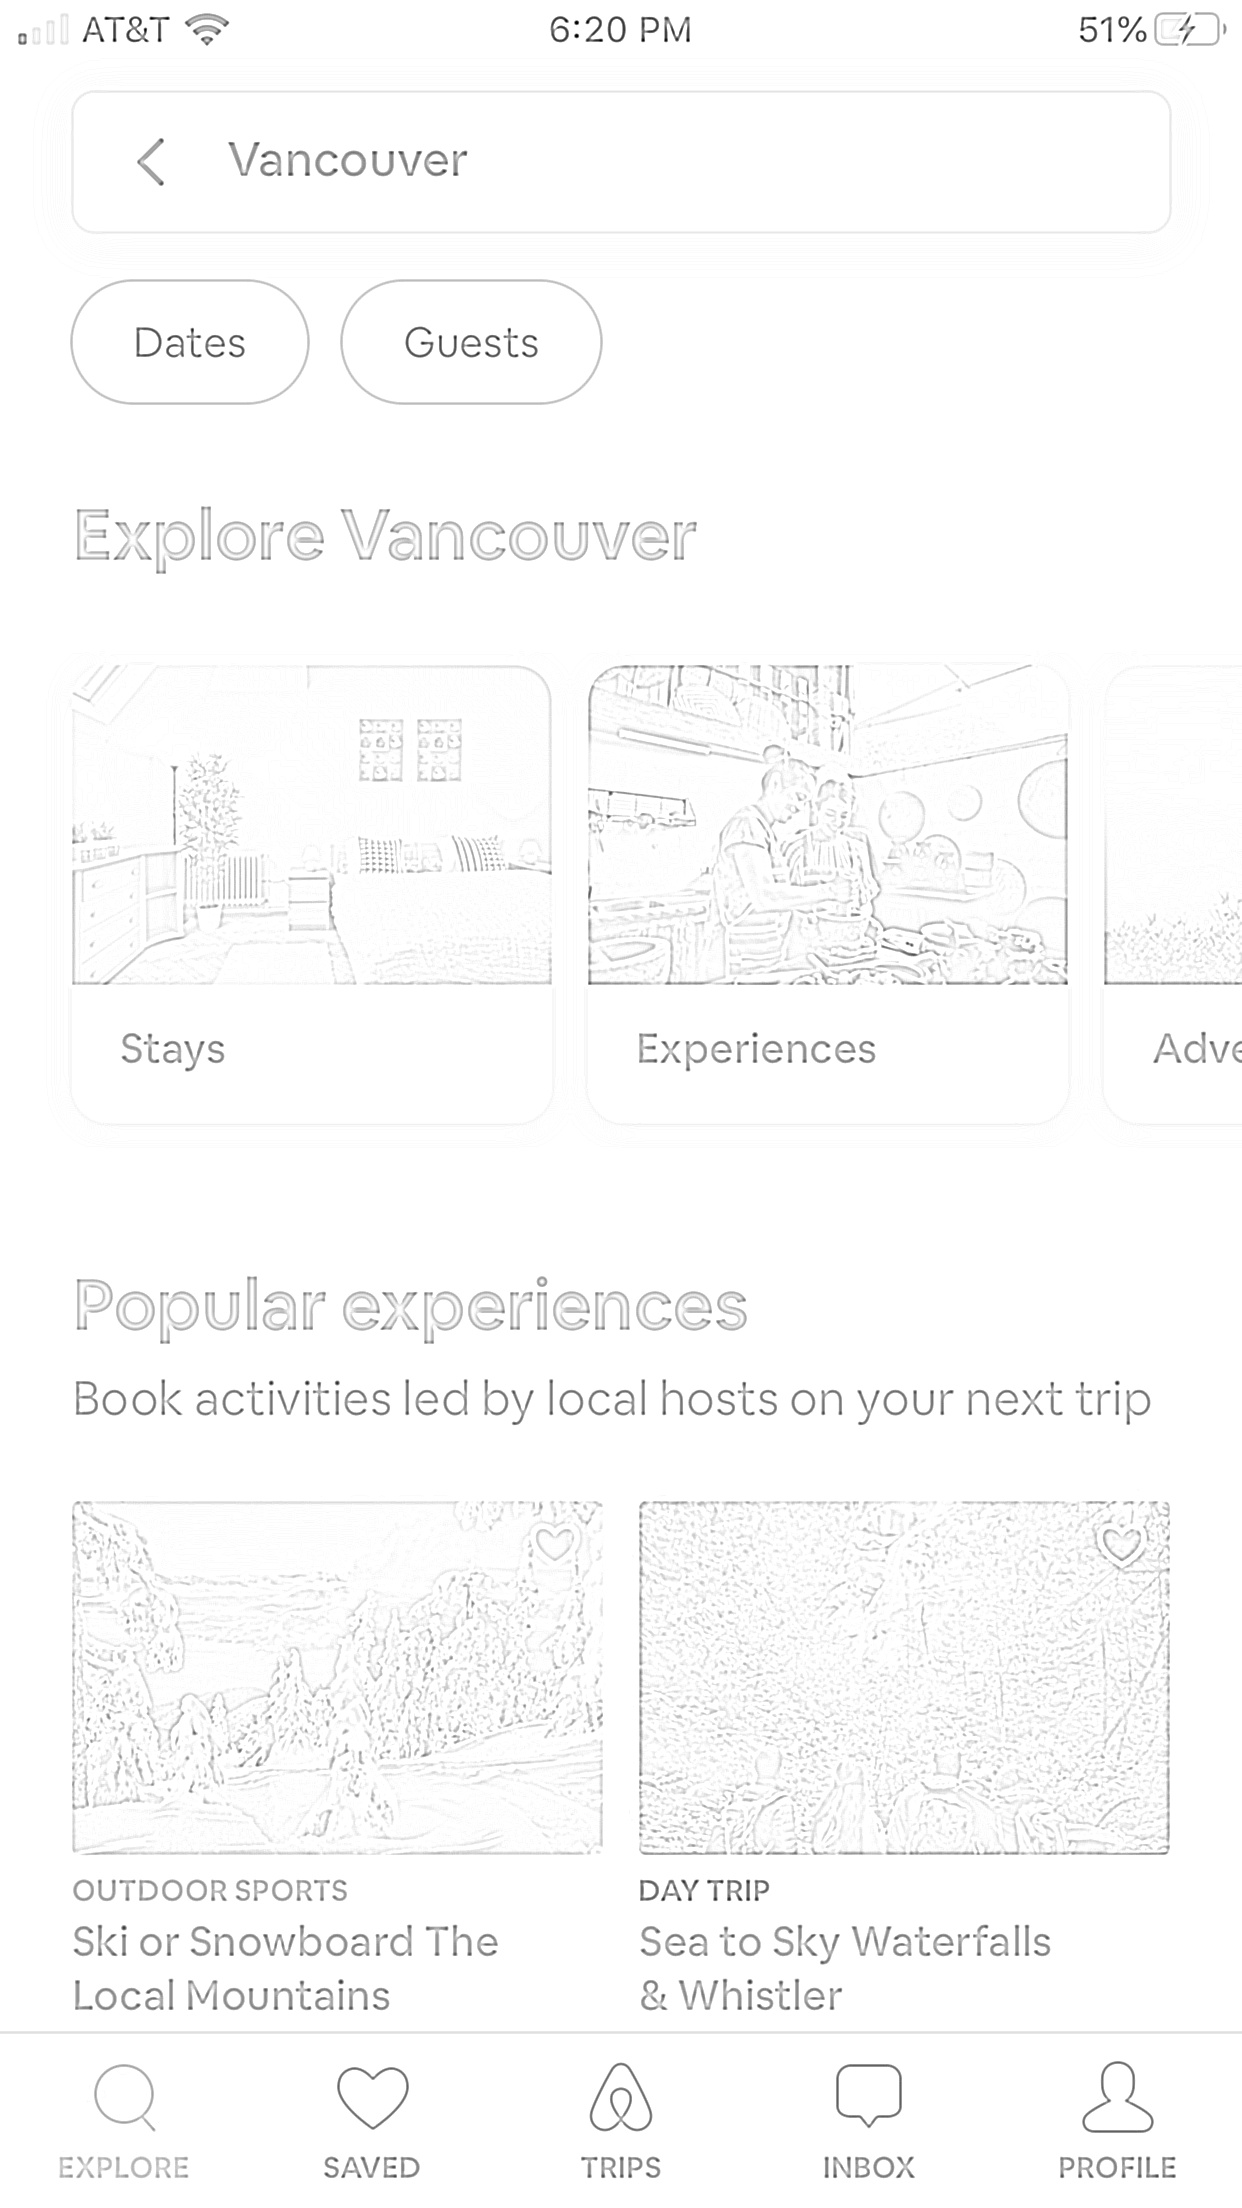 AT&T 6:20 PM 51%
Vancouver
Dates Guests
Explore Vancouver
Stays Experiences Adve
Popular experiences
Book activities led by local hosts on your next trip
OUTDOOR SPORTS
Ski or Snowboard The
Local Mountains
DAY TRIP
Sea to Sky Waterfalls
& Whistler
EXPLORE SAVED TRIPS INBOX PROFILE